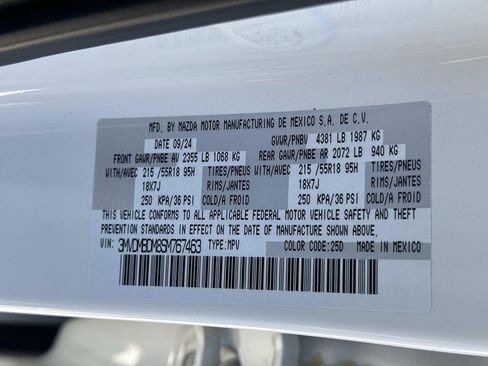 MFD. BY MAZDA MOTOR MANUFACTURING DE MEXICO S.A. DE C.V.
DATE 09/24 GVWR/PNBV 4381 LB 1987 KG
FRONT GAWR/PNBE AV 2355 LB 1068 KG REAR GAWR/PNBE AR 2072 LB 940 KG
WITH/AVEC 215 /55R18 95H TIRES/PNEUS WITH/AVEC 215 /55R18 95H TIRES/PNEUS
18X7J RIMS/JANTES 18X7J RIMS/JANTES
250 KPA/36 PSI COLD/A FROID 250 KPA/36 PSI COLD/A FROID
THIS VEHICLE CONFORMS TO ALL APPLICABLE FEDERAL MOTOR VEHICLE SAFETY AND THEFT
PREVENTION STANDARDS IN EFFECT ON THE DATE OF MANUFACTURE SHOWN ABOVE.
VIN: 3MVDMBDM8SM767463 TYPE: MPV COLOR CODE:25D MADE IN MEXICO